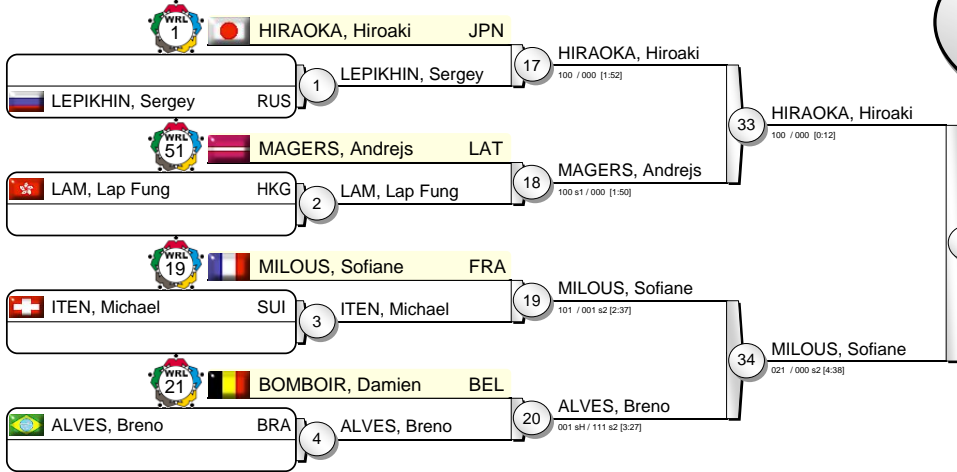 WRL 1 HIRAOKA, Hiroaki JPN
LEPIKHIN, Sergey RUS
1
LEPIKHIN, Sergey
17
HIRAOKA, Hiroaki
100 / 000 [1:52]
WRL 51 MAGERS, Andrejs LAT
LAM, Lap Fung HKG
2
LAM, Lap Fung
18
MAGERS, Andrejs
100 s1 / 000 [1:50]
33
HIRAOKA, Hiroaki
100 / 000 [0:12]
WRL 19 MILOUS, Sofiane FRA
ITEN, Michael SUI
3
ITEN, Michael
19
MILOUS, Sofiane
101 / 001 s2 [2:37]
WRL 21 BOMBOIR, Damien BEL
ALVES, Breno BRA
4
ALVES, Breno
20
ALVES, Breno
001 sH / 111 s2 [3:27]
34
MILOUS, Sofiane
021 / 000 s2 [4:38]